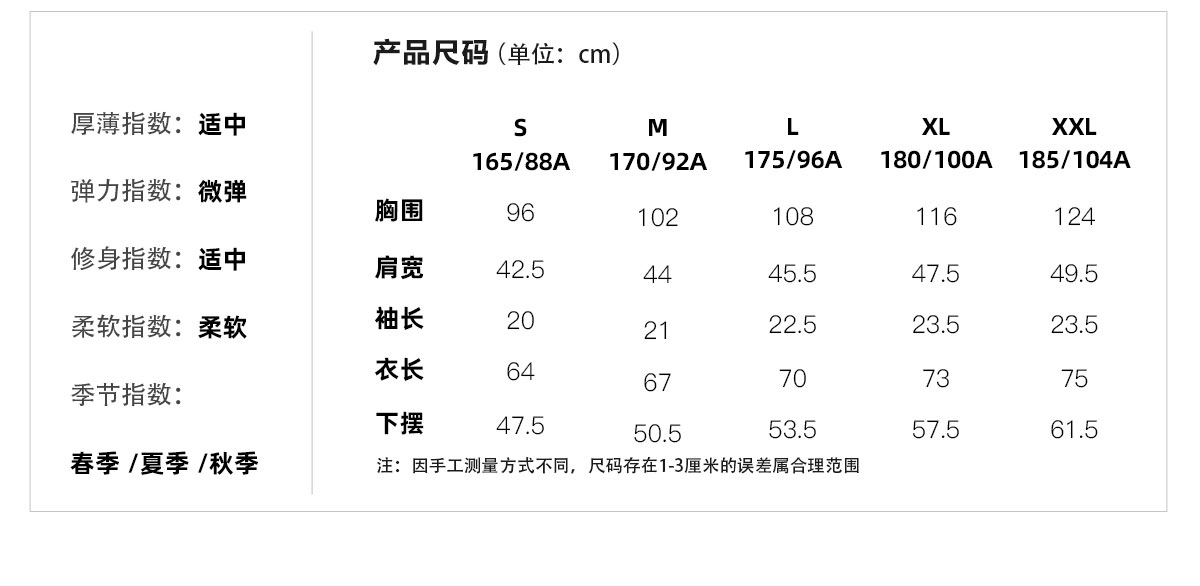 厚薄指数：适中
弹力指数：微弹
修身指数：适中
柔软指数：柔软
季节指数：
春季 /夏季 /秋季
产品尺码（单位：cm）
S M L XL XXL
165/88A 170/92A 175/96A 180/100A 185/104A
胸围 96 102 108 116 124
肩宽 42.5 44 45.5 47.5 49.5
袖长 20 21 22.5 23.5 23.5
衣长 64 67 70 73 75
下摆 47.5 50.5 53.5 57.5 61.5
注：因手工测量方式不同，尺码存在1-3厘米的误差属合理范围